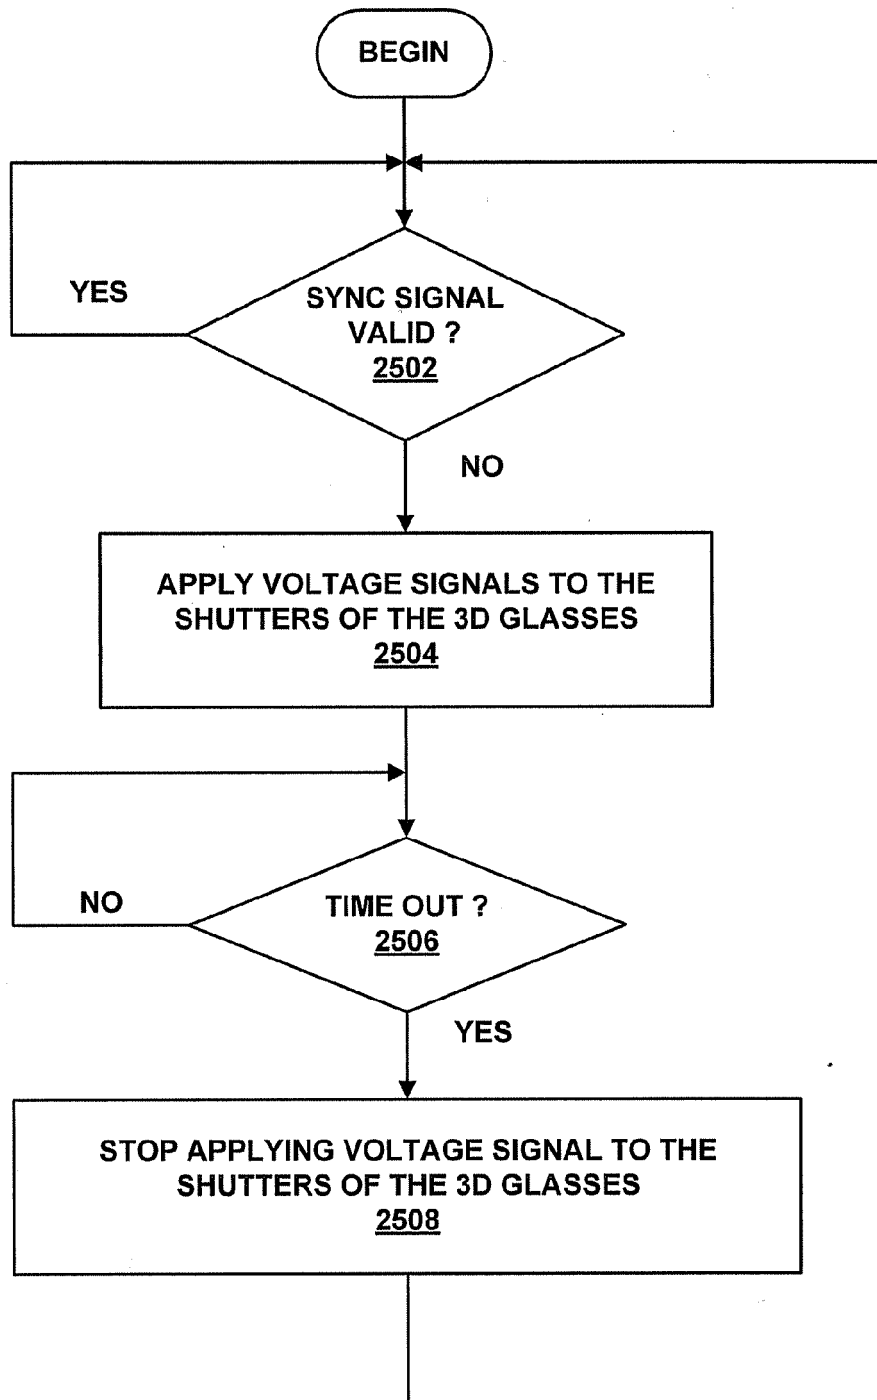 BEGIN
YES
SYNC SIGNAL
VALID ?
2502
NO
APPLY VOLTAGE SIGNALS TO THE
SHUTTERS OF THE 3D GLASSES
2504
NO
TIME OUT ?
2506
YES
STOP APPLYING VOLTAGE SIGNAL TO THE
SHUTTERS OF THE 3D GLASSES
2508